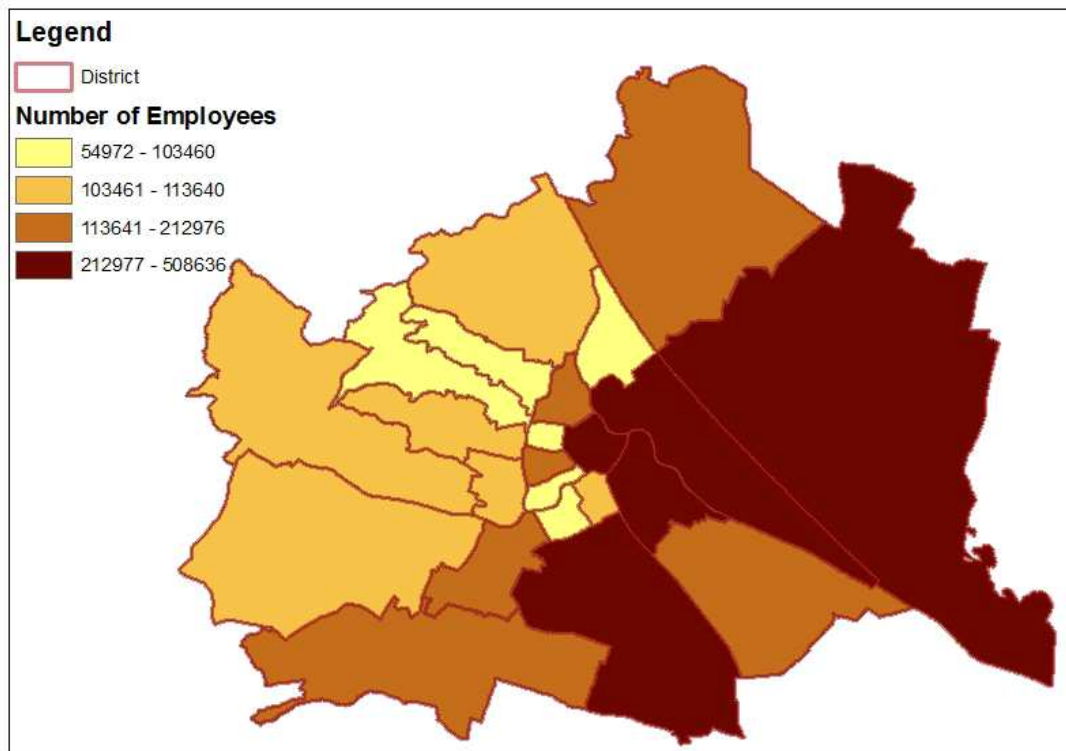 Legend
District
Number of Employees
54972 - 103460
103461 - 113640
113641 - 212976
212977 - 508636